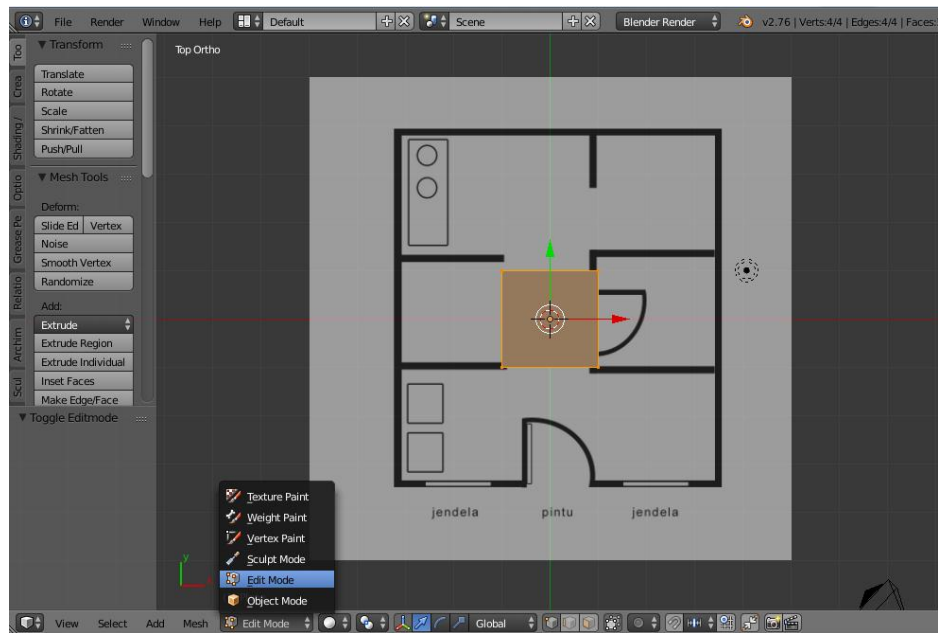 File Render Window Help Default Scene Blender Render v2.76 | Verts:4/4 | Edges:4/4 | Faces:
Too
Crea
Shading /
Optio
Grease Pe
Relatio
Archim
Scul
Transform
Translate
Rotate
Scale
Shrink/Fatten
Push/Pull
Mesh Tools
Deform:
Slide Ed Vertex
Noise
Smooth Vertex
Randomize
Add:
Extrude
Extrude Region
Extrude Individual
Inset Faces
Make Edge/Face
Toggle Editmode
Top Ortho
jendela pintu jendela
y
Texture Paint
Weight Paint
Vertex Paint
Sculpt Mode
Edit Mode
Object Mode
View Select Add Mesh Edit Mode Global